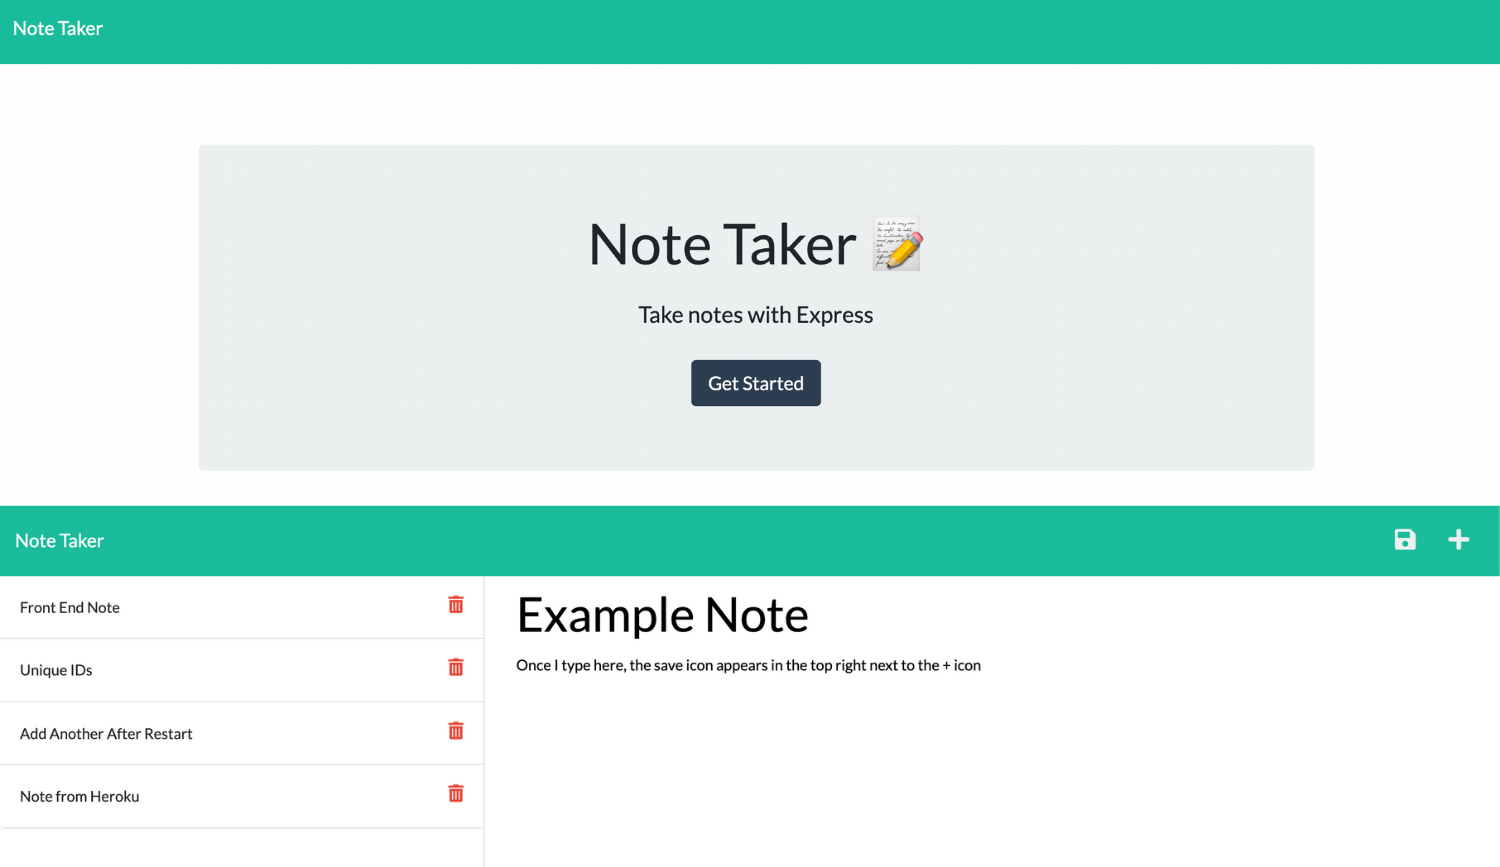 Note Taker
Note Taker
Take notes with Express
Get Started
Note Taker
Front End Note
Unique IDs
Add Another After Restart
Note from Heroku
Example Note
Once I type here, the save icon appears in the top right next to the + icon